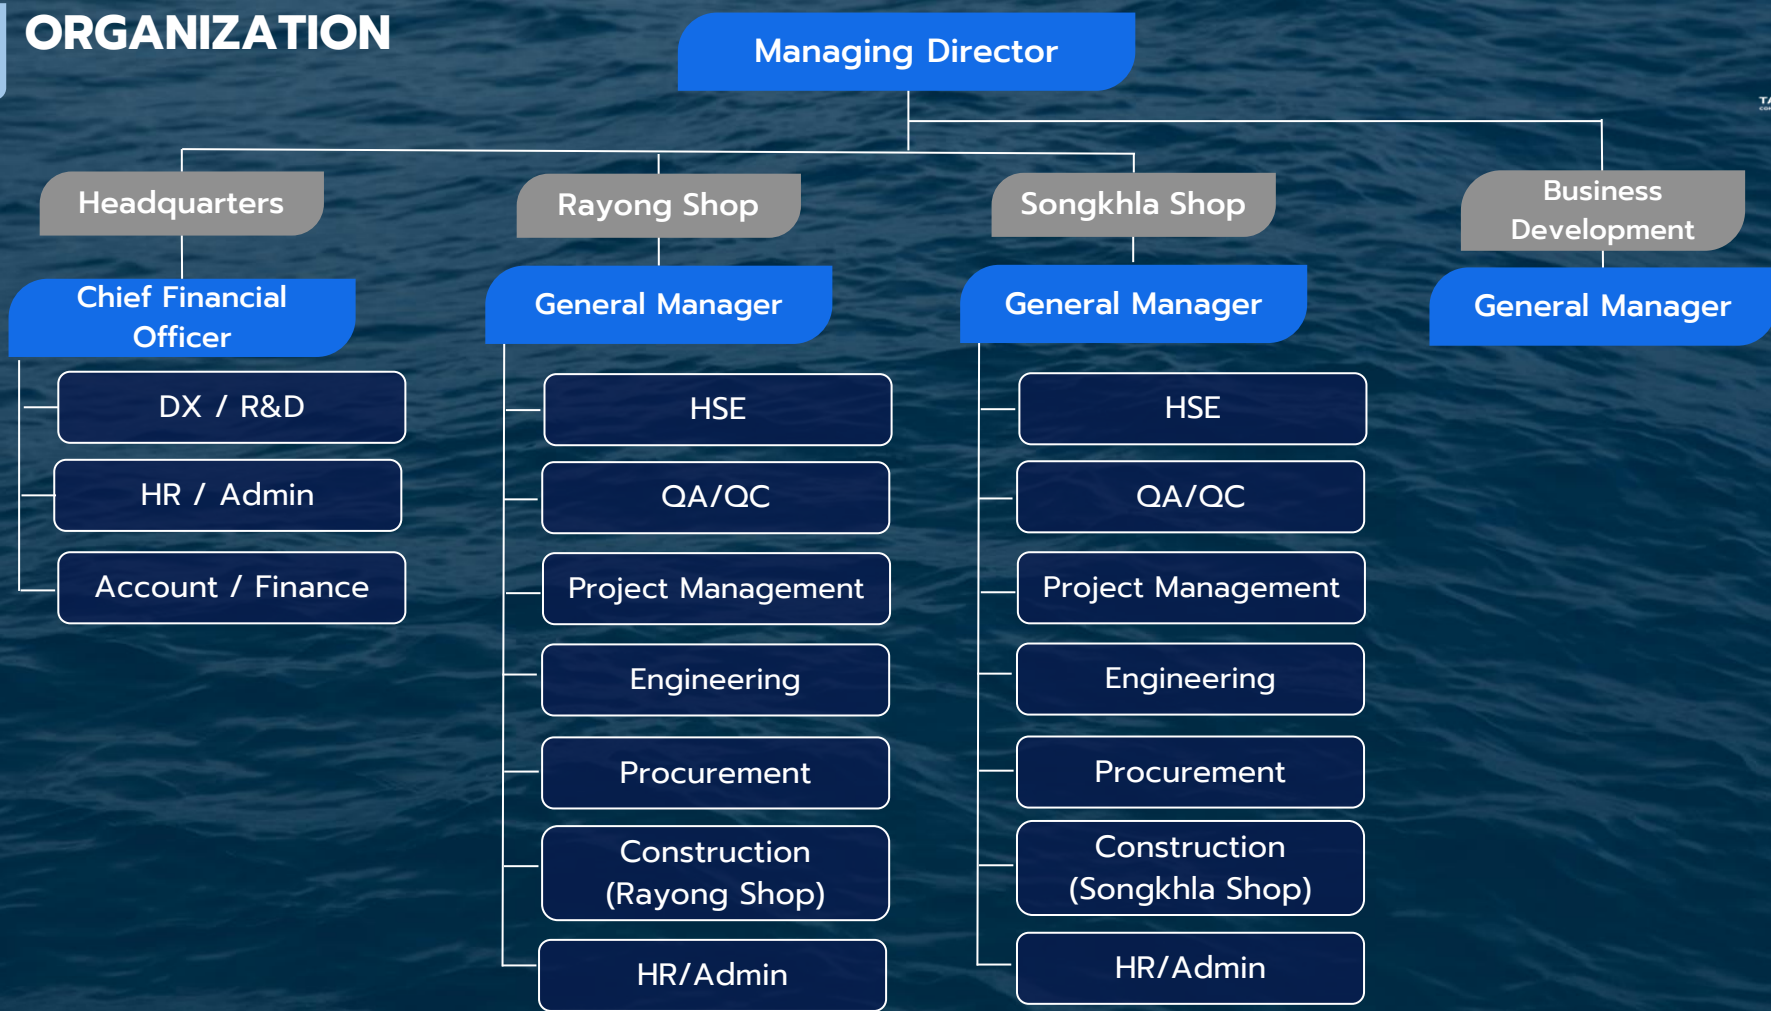 ORGANIZATION
Managing Director
Headquarters
Rayong Shop
Songkhla Shop
Business
Development
Chief Financial
Officer
General Manager
General Manager
General Manager
DX / R&D
HR / Admin
Account / Finance
HSE
QA/QC
Project Management
Engineering
Procurement
Construction
(Rayong Shop)
HR/Admin
HSE
QA/QC
Project Management
Engineering
Procurement
Construction
(Songkhla Shop)
HR/Admin